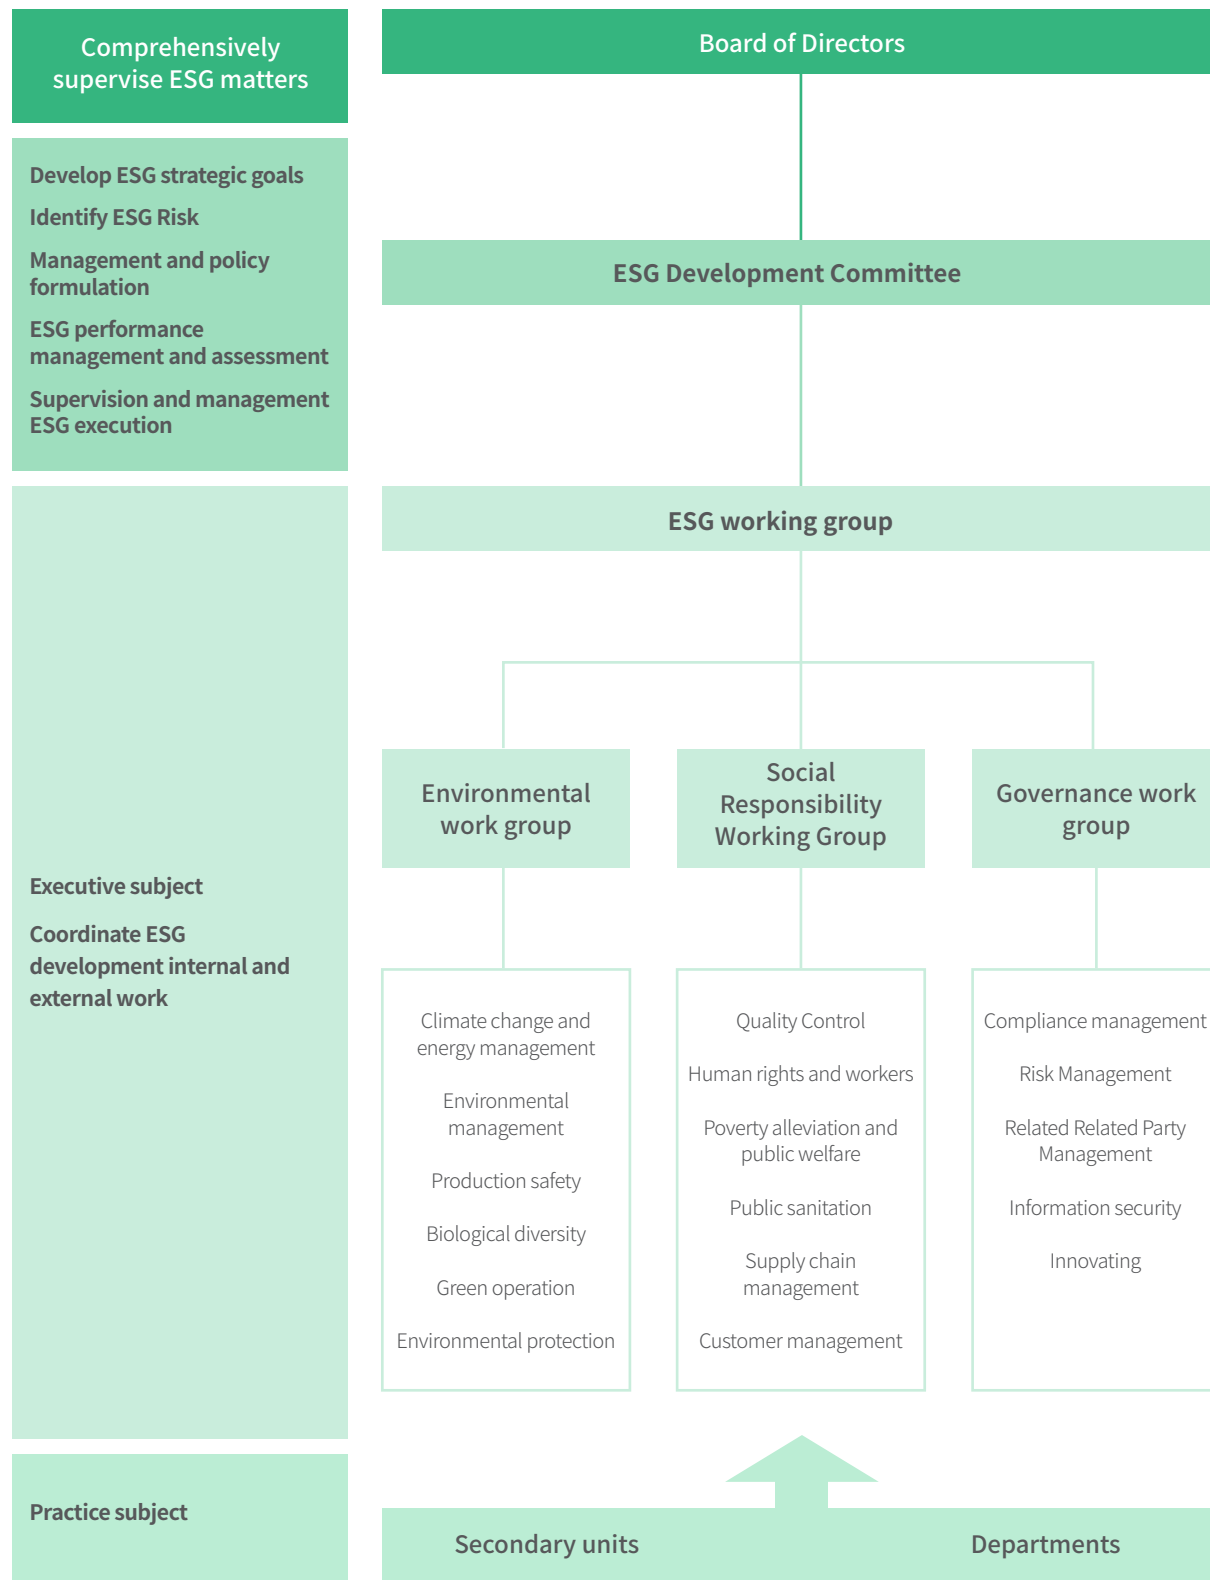 Comprehensively
supervise ESG matters
Board of Directors
Develop ESG strategic goals
Identify ESG Risk
Management and policy
formulation
ESG performance
management and assessment
Supervision and management
ESG execution
ESG Development Committee
ESG working group
Executive subject
Coordinate ESG
development internal and
external work
Environmental
work group
Social
Responsibility
Working Group
Governance work
group
Climate change and
energy management
Environmental
management
Production safety
Biological diversity
Green operation
Environmental protection
Quality Control
Human rights and workers
Poverty alleviation and
public welfare
Public sanitation
Supply chain
management
Customer management
Compliance management
Risk Management
Related Related Party
Management
Information security
Innovating
Practice subject
Secondary units
Departments